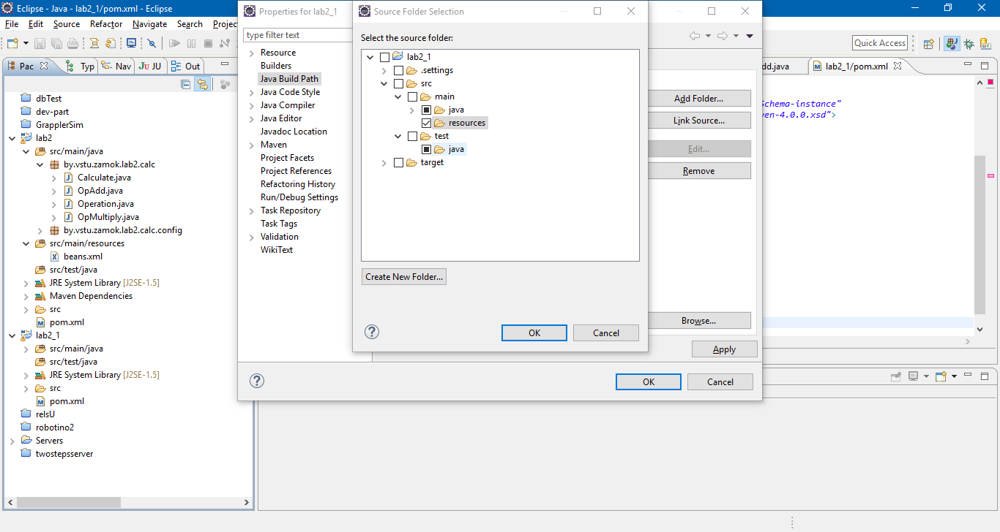 Eclipse - Java - lab2_1/pom.xml - Eclipse
File Edit Source Refactor Navigate Search Projec
Quick Access
Pac Typ Nav Ju JU Out
dbTest
dev-part
GrapplerSim
lab2
src/main/java
by.vstu.zamok.lab2.calc
Calculate.java
OpAdd.java
Operation.java
OpMultiply.java
by.vstu.zamok.lab2.calc.config
src/main/resources
beans.xml
src/test/java
JRE System Library [J2SE-1.5]
Maven Dependencies
src
pom.xml
lab2_1
src/main/java
src/test/java
JRE System Library [J2SE-1.5]
src
pom.xml
relsU
robotino2
Servers
twostepsserver
Properties for lab2_1
type filter text
Resource
Builders
Java Build Path
Java Code Style
Java Compiler
Java Editor
Javadoc Location
Maven
Project Facets
Project References
Refactoring History
Run/Debug Settings
Task Repository
Task Tags
Validation
WikiText
Source Folder Selection
Select the source folder:
lab2_1
.settings
src
main
java
resources
test
java
target
Create New Folder...
OK Cancel
Add Folder...
Link Source...
Edit...
Remove
Browse...
Apply
OK Cancel
dd.java lab2_1/pom.xml
Schema-instance"
ven-4.0.0.xsd">